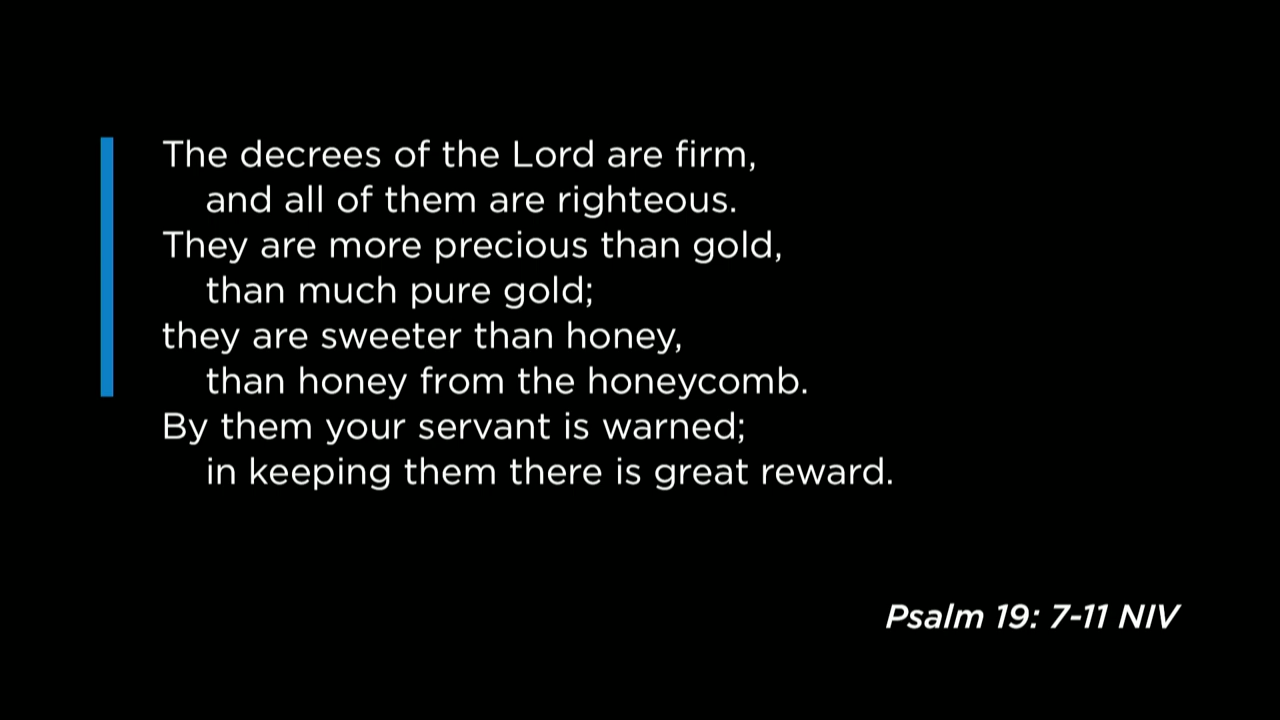 The decrees of the Lord are firm,
and all of them are righteous.
They are more precious than gold,
than much pure gold;
they are sweeter than honey,
than honey from the honeycomb.
By them your servant is warned;
in keeping them there is great reward.
Psalm 19: 7-11 NIV